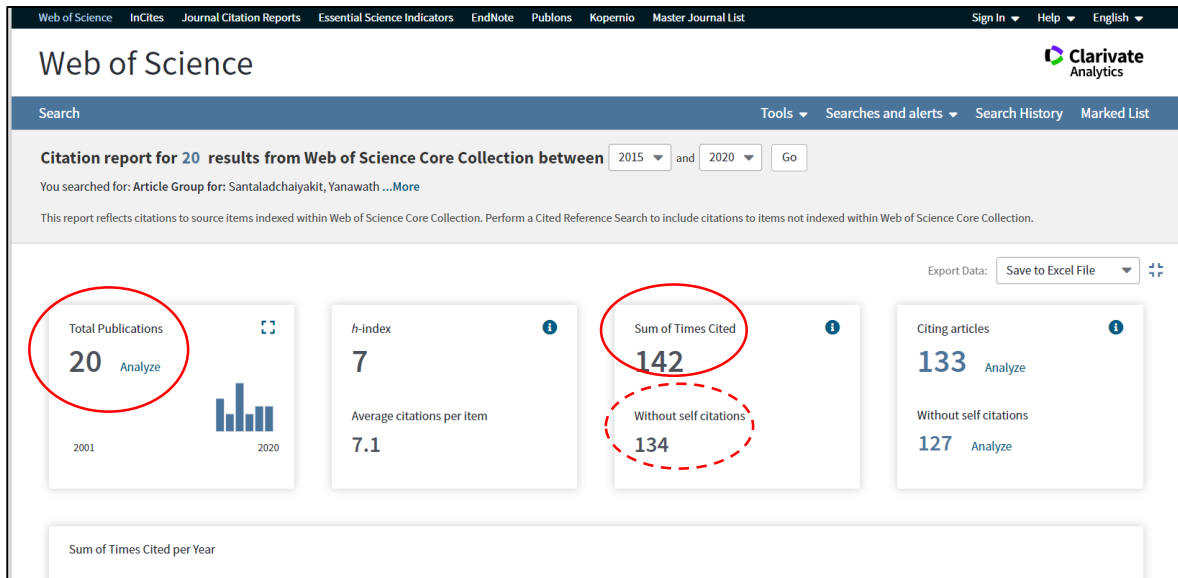 Web of Science InCites Journal Citation Reports Essential Science Indicators EndNote Publons Kopernio Master Journal List Sign In Help English
Web of Science
Clarivate
Analytics
Search Tools Searches and alerts Search History Marked List
Citation report for 20 results from Web of Science Core Collection between 2015 and 2020 Go
You searched for: Article Group for: Santaladchaiyakit, Yanawath ...More
This report reflects citations to source items indexed within Web of Science Core Collection. Perform a Cited Reference Search to include citations to items not indexed within Web of Science Core Collection.
Export Data: Save to Excel File
Total Publications
20 Analyze
2001 2020
h-index
7
Average citations per item
7.1
Sum of Times Cited
142
Without self citations
134
Citing articles
133 Analyze
Without self citations
127 Analyze
Sum of Times Cited per Year